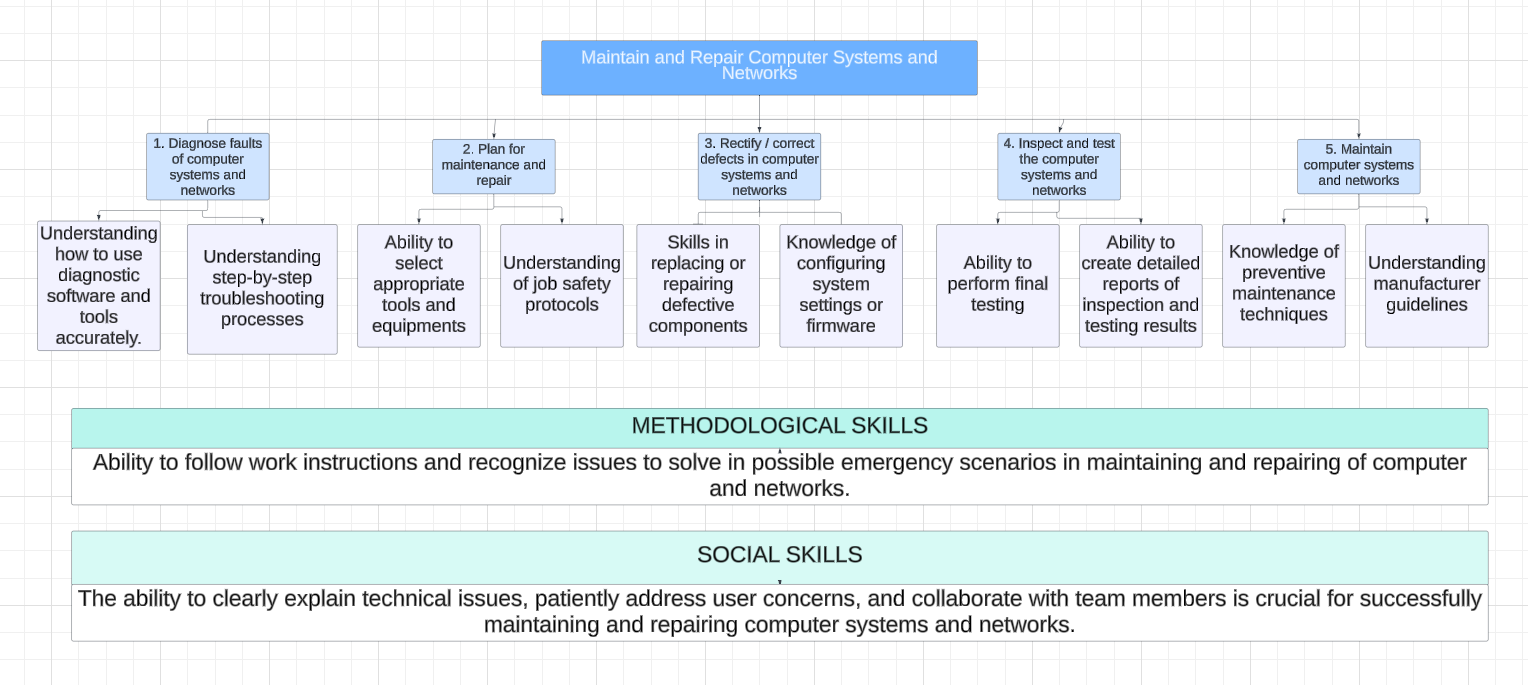 Maintain and Repair Computer Systems and
Networks
1. Diagnose faults
of computer
systems and
networks
2. Plan for
maintenance and
repair
3. Rectify / correct
defects in computer
systems and
networks
4. Inspect and test
the computer
systems and
networks
5. Maintain
computer systems
and networks
Understanding
how to use
diagnostic
software and
tools
accurately.
Understanding
step-by-step
troubleshooting
processes
Ability to
select
appropriate
tools and
equipments
Understanding
of job safety
protocols
Skills in
replacing or
repairing
defective
components
Knowledge of
configuring
system
settings or
firmware
Ability to
perform final
testing
Ability to
create detailed
reports of
inspection and
testing results
Knowledge of
preventive
maintenance
techniques
Understanding
manufacturer
guidelines
METHODOLOGICAL SKILLS
Ability to follow work instructions and recognize issues to solve in possible emergency scenarios in maintaining and repairing of computer
and networks.
SOCIAL SKILLS
The ability to clearly explain technical issues, patiently address user concerns, and collaborate with team members is crucial for successfully
maintaining and repairing computer systems and networks.